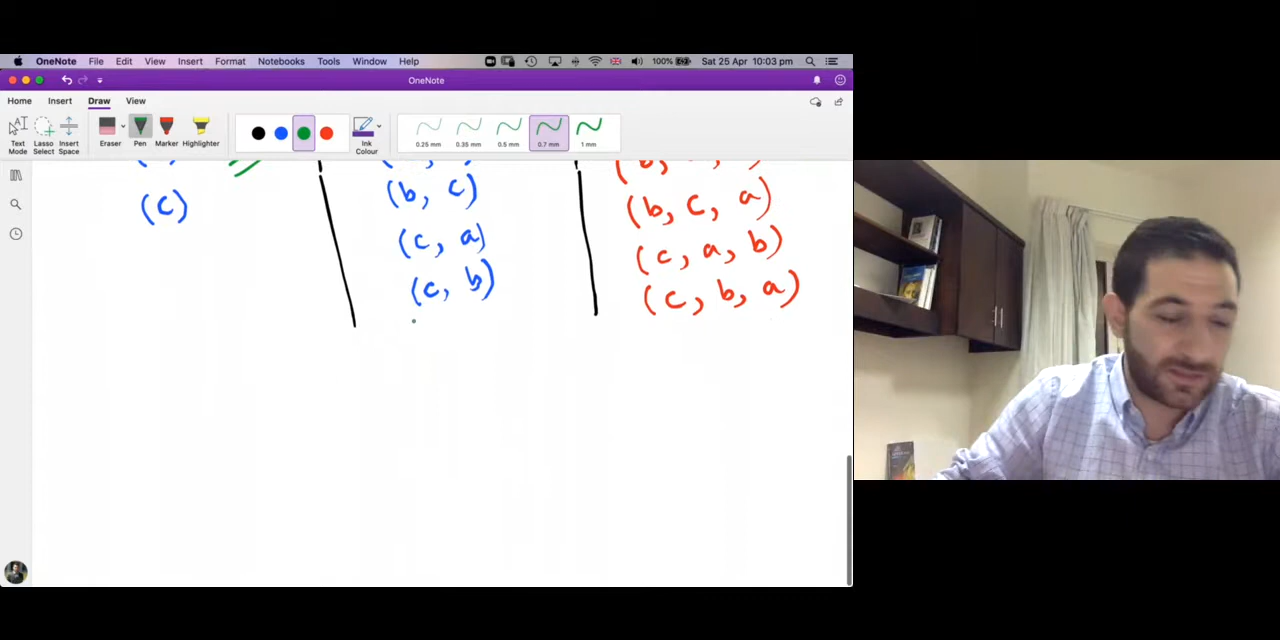 OneNote File Edit View Insert Format Notebooks Tools Window Help 100% Sat 25 Apr 10:03 pm
OneNote
Home Insert Draw View
Text Mode Lasso Select Insert Space Eraser Pen Marker Highlighter Ink Colour 0.25 mm 0.35 mm 0.5 mm 0.7 mm 1 mm
(c)
(b, c)
(c, a)
(c, b)
(b, c, a)
(c, a, b)
(c, b, a)